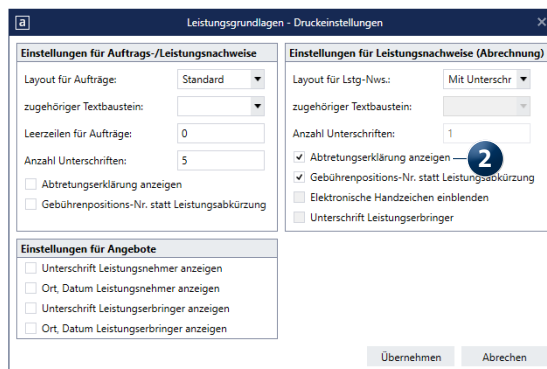 a Leistungsgrundlagen - Druckeinstellungen
Einstellungen für Auftrags-/Leistungsnachweise
Layout für Aufträge: Standard
zugehöriger Textbaustein:
Leerzeilen für Aufträge: 0
Anzahl Unterschriften: 5
Abtretungserklärung anzeigen
Gebührenpositions-Nr. statt Leistungsabkürzung
Einstellungen für Leistungsnachweise (Abrechnung)
Layout für Lstg-Nws.: Mit Unterschr
zugehöriger Textbaustein:
Anzahl Unterschriften: 1
Abtretungserklärung anzeigen 2
Gebührenpositions-Nr. statt Leistungsabkürzung
Elektronische Handzeichen einblenden
Unterschrift Leistungserbringer
Einstellungen für Angebote
Unterschrift Leistungsnehmer anzeigen
Ort, Datum Leistungsnehmer anzeigen
Unterschrift Leistungserbringer anzeigen
Ort, Datum Leistungserbringer anzeigen
Übernehmen Abrechen